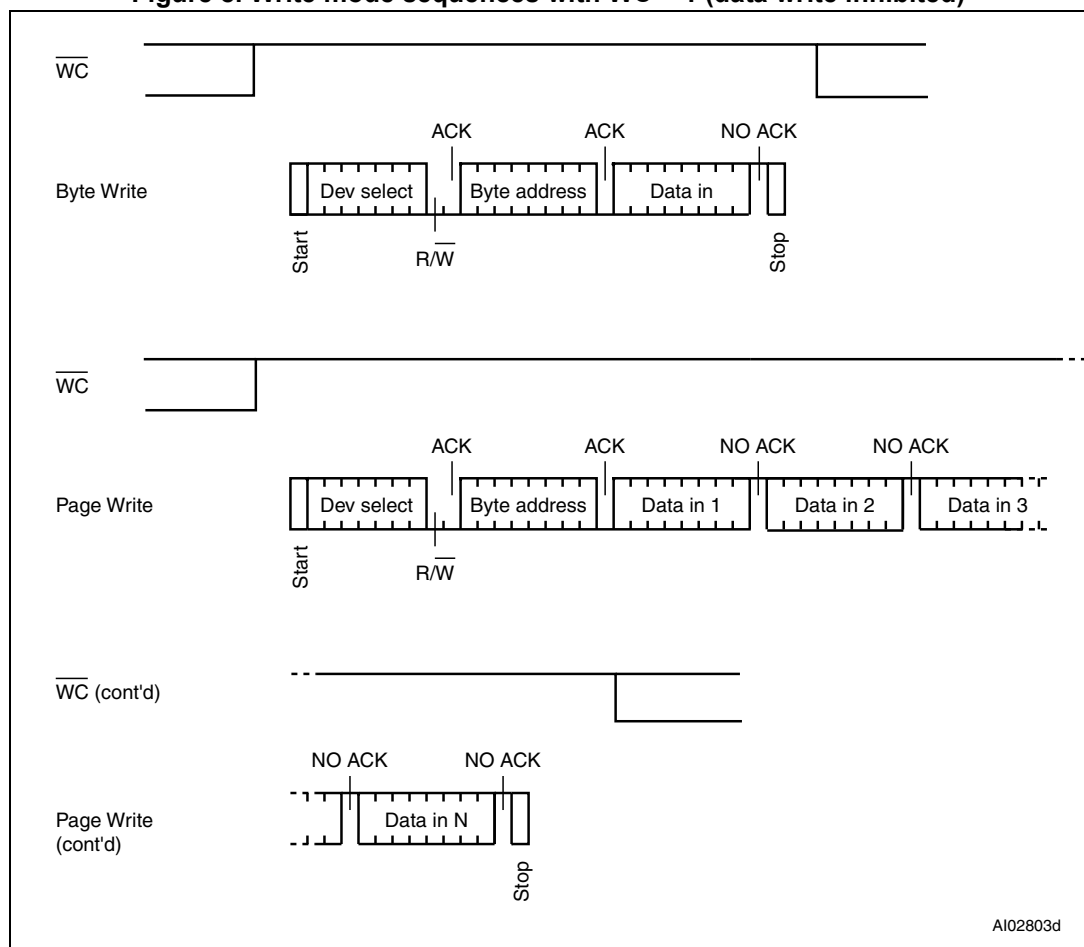 WC
ACK ACK NO ACK
Byte Write Dev select Byte address Data in
R/W
Start Stop
WC
ACK ACK NO ACK NO ACK
Page Write Dev select Byte address Data in 1 Data in 2 Data in 3
R/W
Start
WC (cont'd)
NO ACK NO ACK
Page Write Data in N
(cont'd)
Stop
AI02803d